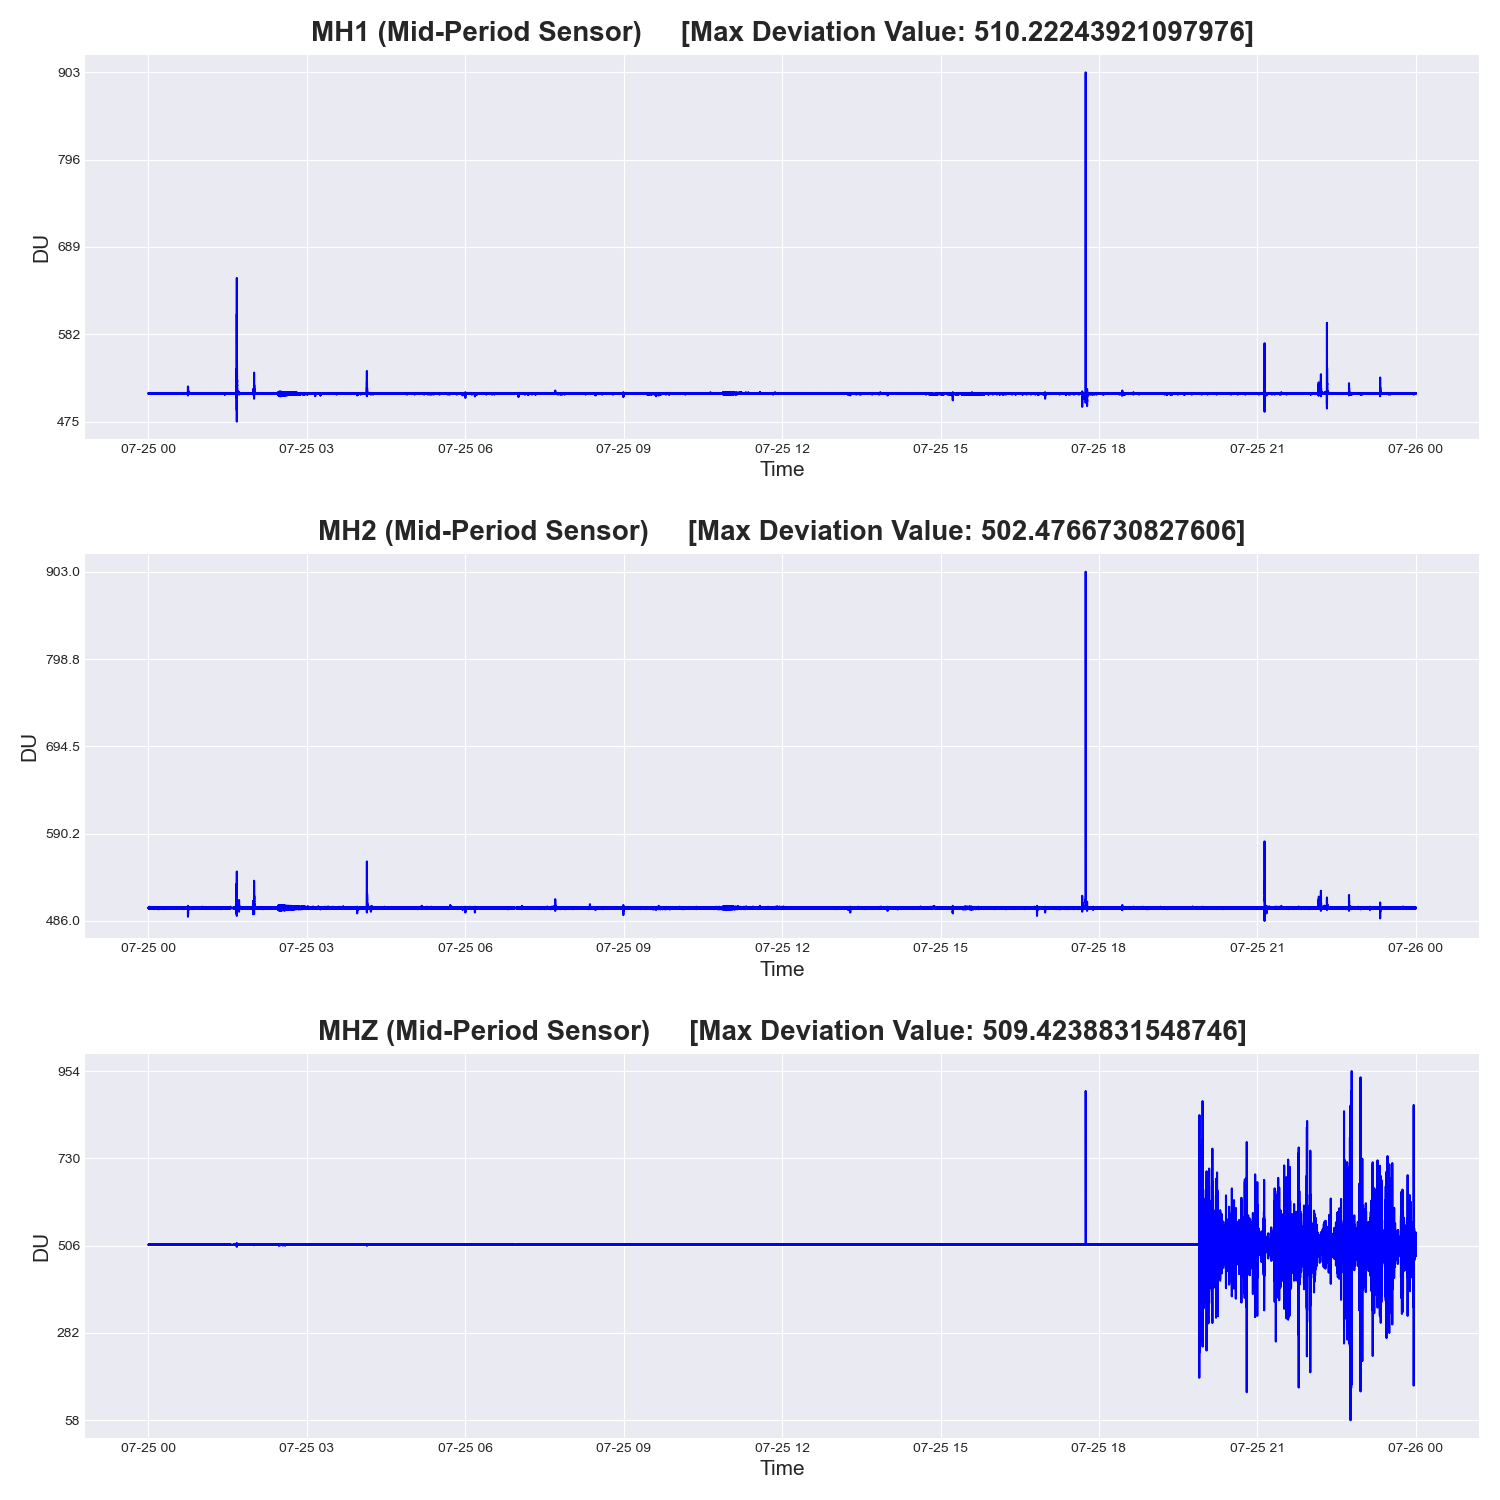 MH1 (Mid-Period Sensor) [Max Deviation Value: 510.22243921097976]
903
796
689
582
475
DU
07-25 00 07-25 03 07-25 06 07-25 09 07-25 12 07-25 15 07-25 18 07-25 21 07-26 00
Time
MH2 (Mid-Period Sensor) [Max Deviation Value: 502.4766730827606]
903.0
798.8
694.5
590.2
486.0
DU
07-25 00 07-25 03 07-25 06 07-25 09 07-25 12 07-25 15 07-25 18 07-25 21 07-26 00
Time
MHZ (Mid-Period Sensor) [Max Deviation Value: 509.4238831548746]
954
730
506
282
58
DU
07-25 00 07-25 03 07-25 06 07-25 09 07-25 12 07-25 15 07-25 18 07-25 21 07-26 00
Time